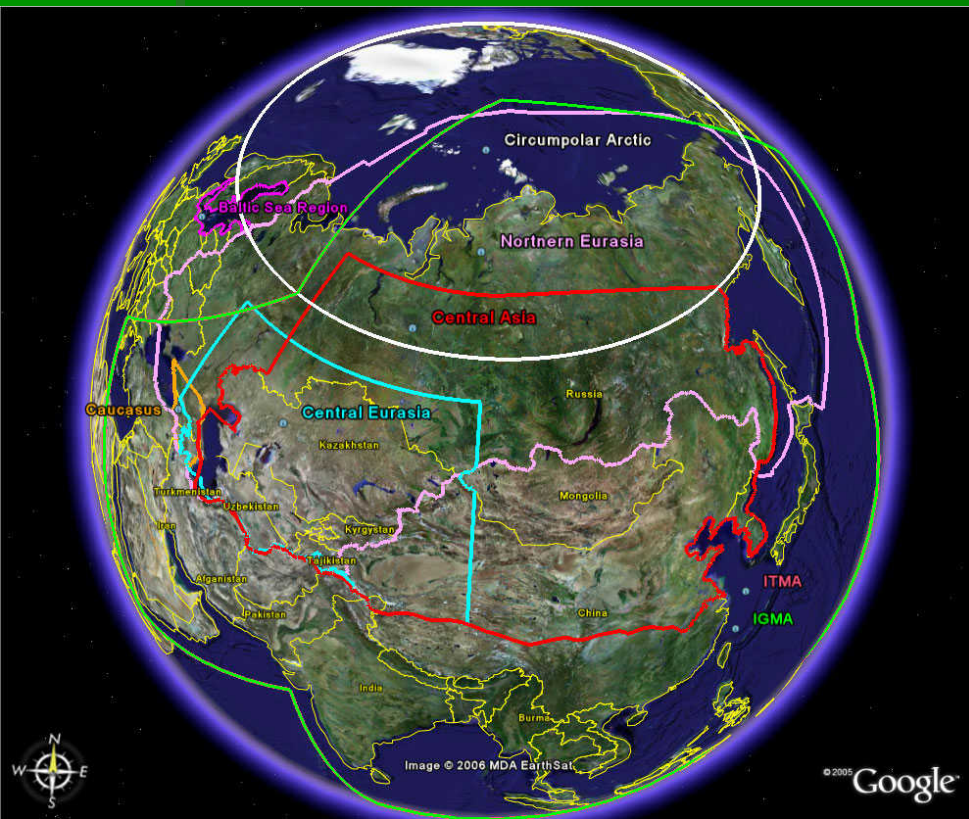 Circumpolar Arctic
Baltic Sea Region
Nortnern Eurasia
Central Asia
Russia
Caucasus
Central Eurasia
Kazakhstan
Turkmenistan
Uzbekistan
Mongolia
Iran
Kyrgystan
Tajikistan
Afganistan
ITMA
Pakistan
China
IGMA
India
Burma
N
W E
S
Image © 2006 MDA EarthSat
© 2005 Google